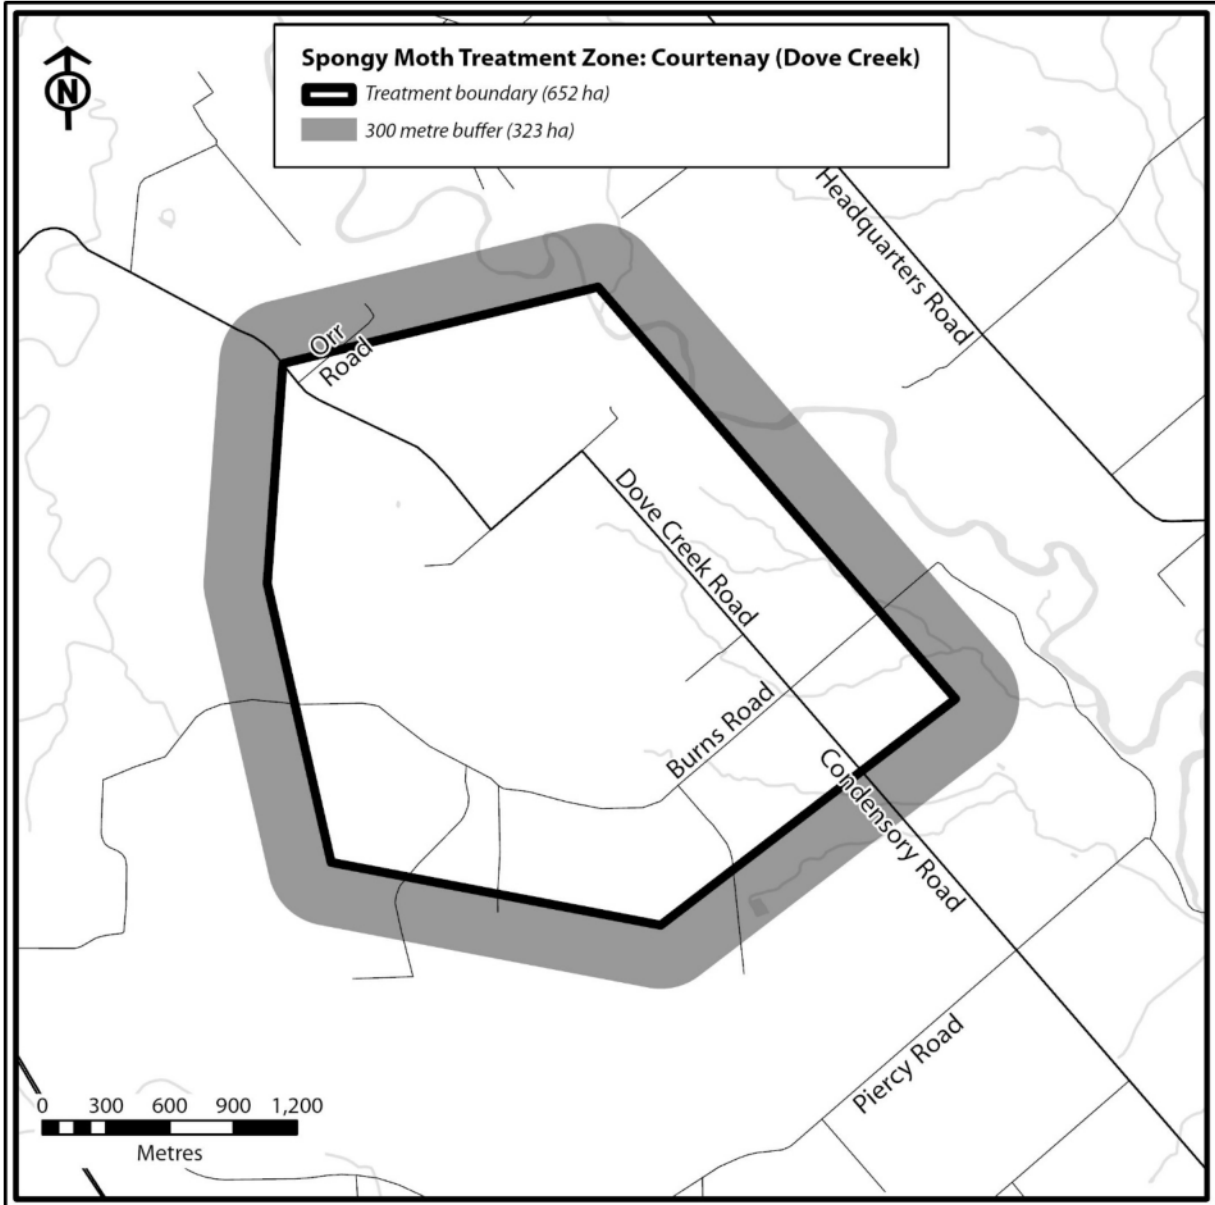 N
Spongy Moth Treatment Zone: Courtenay (Dove Creek)
Treatment boundary (652 ha)
300 metre buffer (323 ha)
Headquarters Road
Orr
Road
Dove Creek Road
Burns Road
Condensory Road
Piercy Road
0 300 600 900 1,200
Metres